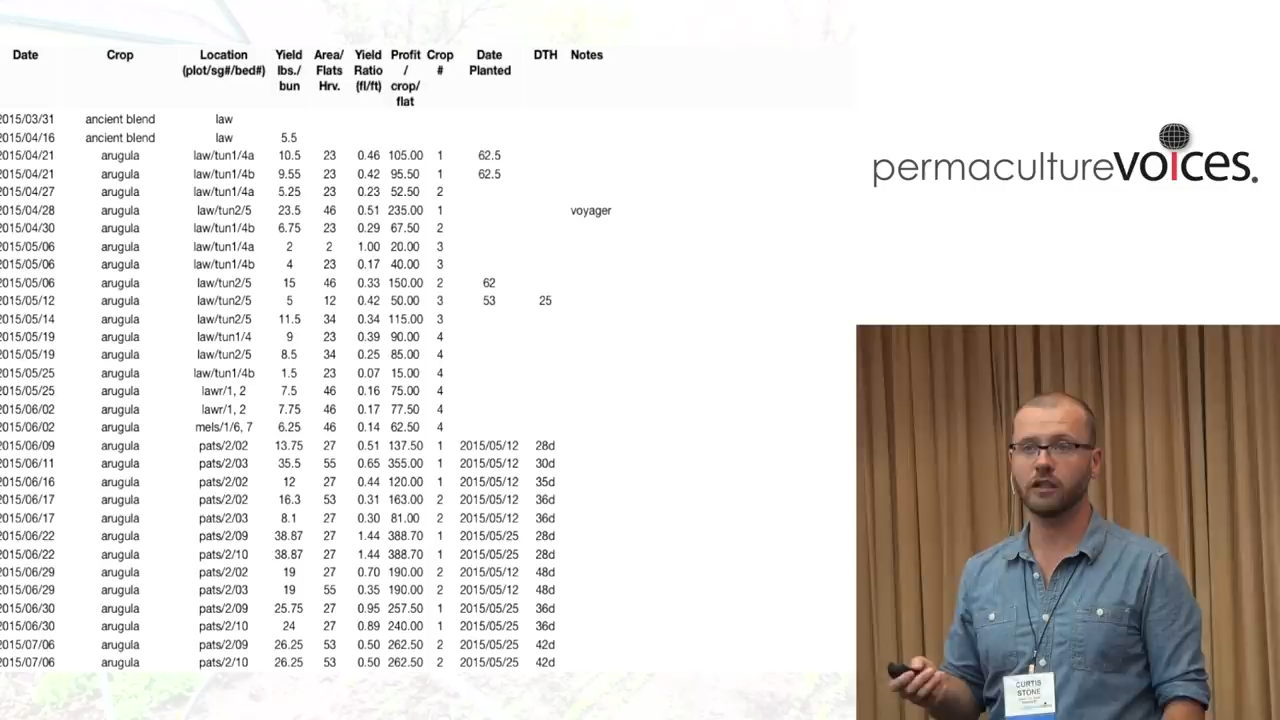 Date Crop Location Yield Area/ Yield Profit Crop Date DTH Notes
(plot/sg#/bed#) lbs./ Flats Ratio / # Planted
bun Hrv. (fl/ft) crop/
flat
2015/03/31 ancient blend law
2015/04/16 ancient blend law 5.5
2015/04/21 arugula law/tun1/4a 10.5 23 0.46 105.00 1 62.5
2015/04/21 arugula law/tun1/4b 9.55 23 0.42 95.50 1 62.5
2015/04/27 arugula law/tun1/4a 5.25 23 0.23 52.50 2
2015/04/28 arugula law/tun2/5 23.5 46 0.51 235.00 1 voyager
2015/04/30 arugula law/tun1/4b 6.75 23 0.29 67.50 2
2015/05/06 arugula law/tun1/4a 2 2 1.00 20.00 3
2015/05/06 arugula law/tun1/4b 4 23 0.17 40.00 3
2015/05/06 arugula law/tun2/5 15 46 0.33 150.00 2 62
2015/05/12 arugula law/tun2/5 5 12 0.42 50.00 3 53 25
2015/05/14 arugula law/tun2/5 11.5 34 0.34 115.00 3
2015/05/19 arugula law/tun1/4 9 23 0.39 90.00 4
2015/05/19 arugula law/tun2/5 8.5 34 0.25 85.00 4
2015/05/25 arugula law/tun1/4b 1.5 23 0.07 15.00 4
2015/05/25 arugula lawr/1, 2 7.5 46 0.16 75.00 4
2015/06/02 arugula lawr/1, 2 7.75 46 0.17 77.50 4
2015/06/02 arugula mels/1/6, 7 6.25 46 0.14 62.50 4
2015/06/09 arugula pats/2/02 13.75 27 0.51 137.50 1 2015/05/12 28d
2015/06/11 arugula pats/2/03 35.5 55 0.65 355.00 1 2015/05/12 30d
2015/06/16 arugula pats/2/02 12 27 0.44 120.00 1 2015/05/12 35d
2015/06/17 arugula pats/2/02 16.3 53 0.31 163.00 2 2015/05/12 36d
2015/06/17 arugula pats/2/03 8.1 27 0.30 81.00 2 2015/05/12 36d
2015/06/22 arugula pats/2/09 38.87 27 1.44 388.70 1 2015/05/25 28d
2015/06/22 arugula pats/2/10 38.87 27 1.44 388.70 1 2015/05/25 28d
2015/06/29 arugula pats/2/02 19 27 0.70 190.00 2 2015/05/12 48d
2015/06/29 arugula pats/2/03 19 55 0.35 190.00 2 2015/05/12 48d
2015/06/30 arugula pats/2/09 25.75 27 0.95 257.50 1 2015/05/25 36d
2015/06/30 arugula pats/2/10 24 27 0.89 240.00 1 2015/05/25 36d
2015/07/06 arugula pats/2/09 26.25 53 0.50 262.50 2 2015/05/25 42d
2015/07/06 arugula pats/2/10 26.25 53 0.50 262.50 2 2015/05/25 42d
permaculturevoices.
CURTIS
STONE